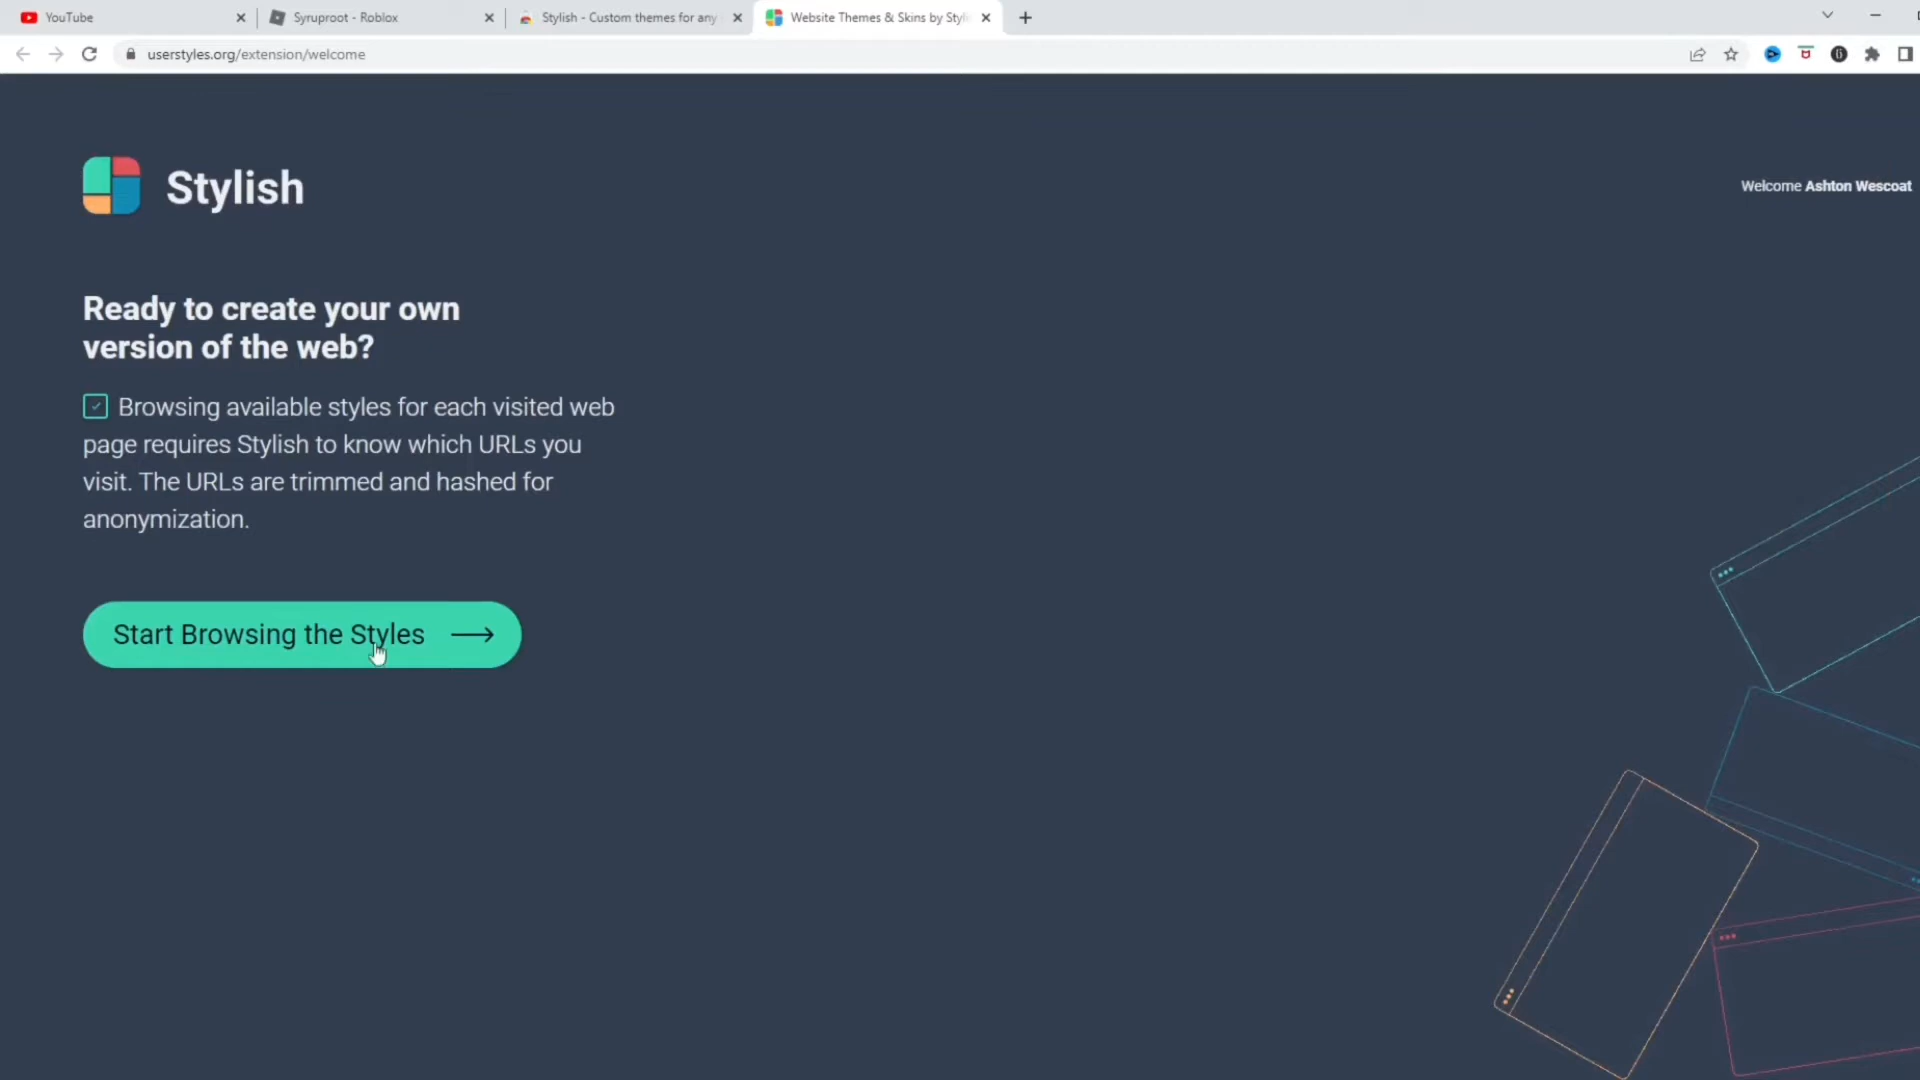 YouTube
Syruproot - Roblox
Stylish - Custom themes for any
Website Themes & Skins by Styli
userstyles.org/extension/welcome
Stylish
Welcome Ashton Wescoat
Ready to create your own
version of the web?
Browsing available styles for each visited web
page requires Stylish to know which URLs you
visit. The URLs are trimmed and hashed for
anonymization.
Start Browsing the Styles